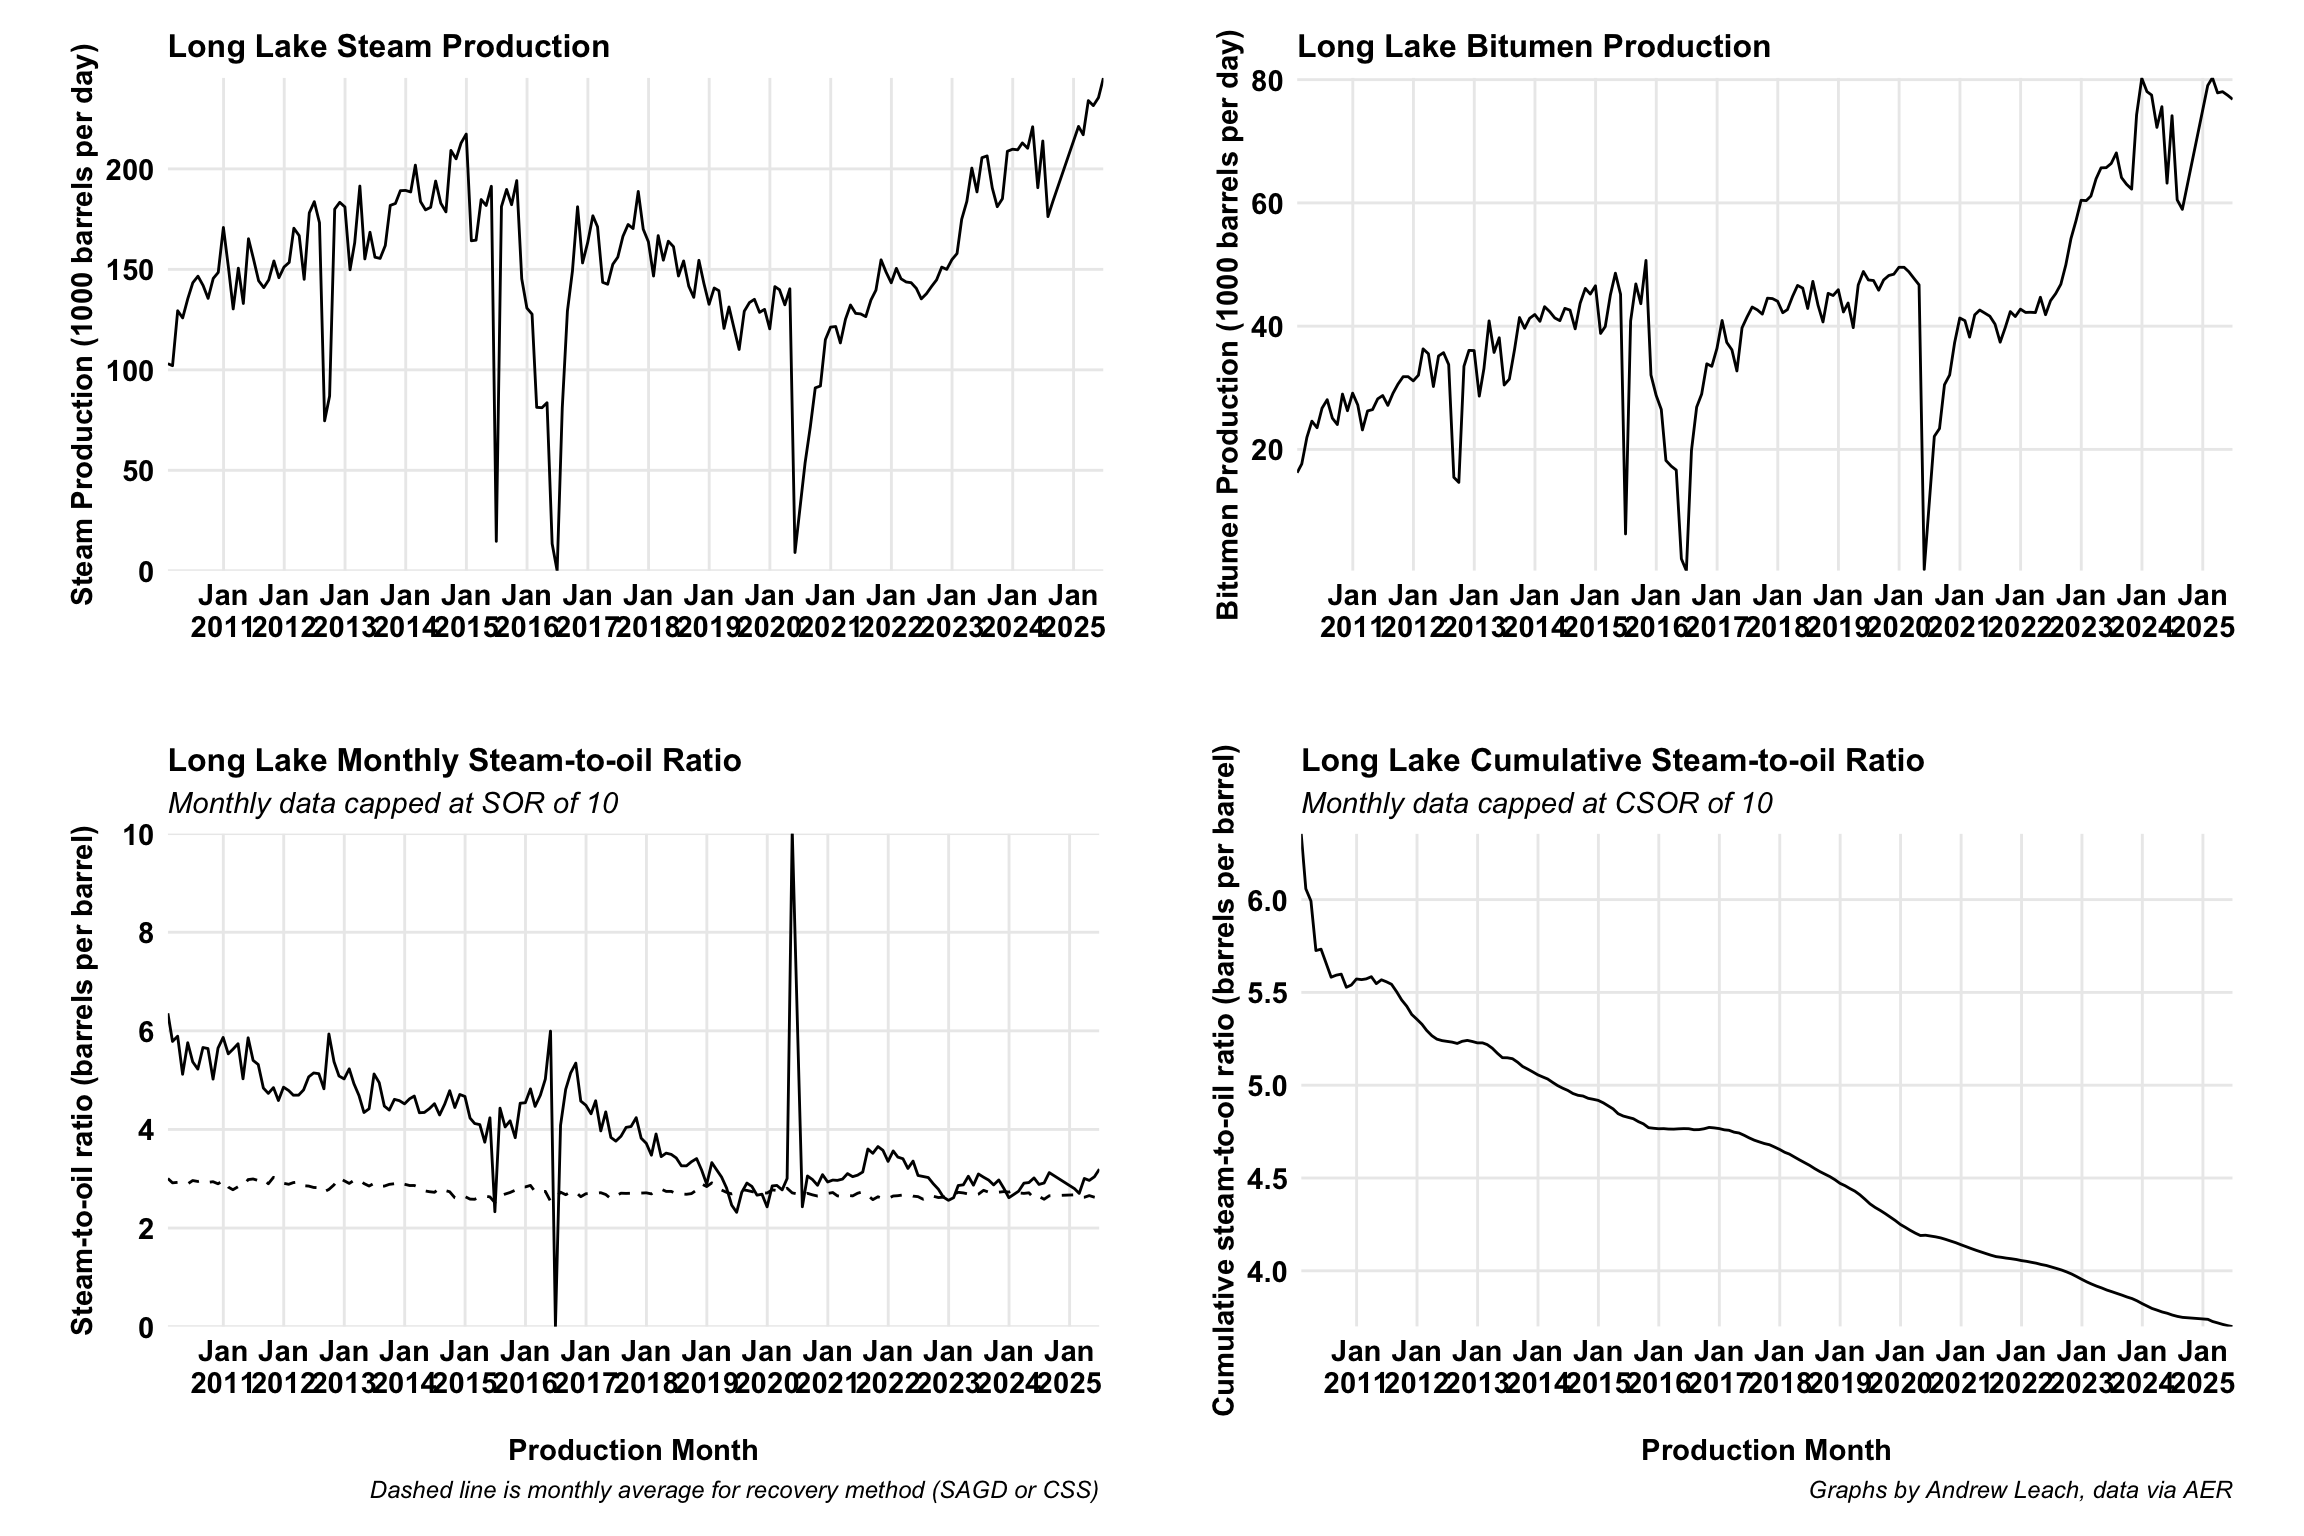 Long Lake Steam Production
Steam Production (1000 barrels per day)
200
150
100
50
0
Jan Jan Jan Jan Jan Jan Jan Jan Jan Jan Jan Jan Jan Jan Jan
2011 2012 2013 2014 2015 2016 2017 2018 2019 2020 2021 2022 2023 2024 2025
Long Lake Bitumen Production
Bitumen Production (1000 barrels per day)
80
60
40
20
Jan Jan Jan Jan Jan Jan Jan Jan Jan Jan Jan Jan Jan Jan Jan
2011 2012 2013 2014 2015 2016 2017 2018 2019 2020 2021 2022 2023 2024 2025
Long Lake Monthly Steam-to-oil Ratio
Monthly data capped at SOR of 10
Steam-to-oil ratio (barrels per barrel)
10
8
6
4
2
0
Jan Jan Jan Jan Jan Jan Jan Jan Jan Jan Jan Jan Jan Jan Jan
2011 2012 2013 2014 2015 2016 2017 2018 2019 2020 2021 2022 2023 2024 2025
Production Month
Dashed line is monthly average for recovery method (SAGD or CSS)
Long Lake Cumulative Steam-to-oil Ratio
Monthly data capped at CSOR of 10
Cumulative steam-to-oil ratio (barrels per barrel)
6.0
5.5
5.0
4.5
4.0
Jan Jan Jan Jan Jan Jan Jan Jan Jan Jan Jan Jan Jan Jan Jan
2011 2012 2013 2014 2015 2016 2017 2018 2019 2020 2021 2022 2023 2024 2025
Production Month
Graphs by Andrew Leach, data via AER